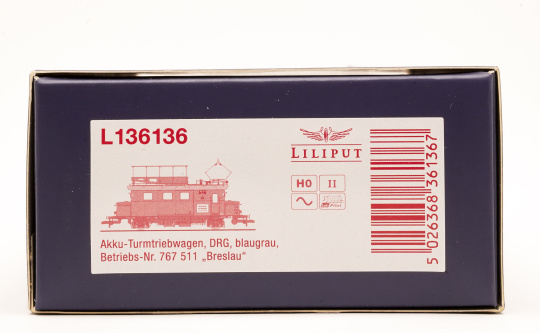 L136136
LILIPUT
H0 II
Akku-Turmtriebwagen, DRG, blaugrau,
Betriebs-Nr. 767 511 „Breslau"
5 026368 361367